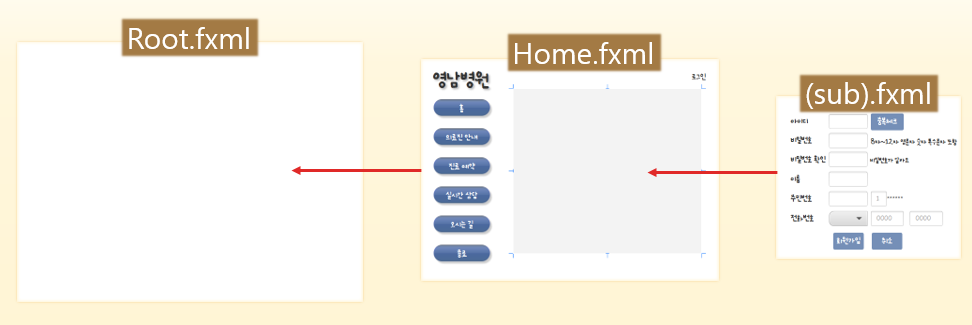 Root.fxml
Home.fxml
(sub).fxml
영남병원
로그인
홈
의료진 안내
진료 예약
실시간 상담
오시는 길
종료
아이디
중복체크
비밀번호
8자~12자 영문자 숫자 특수문자 포함
비밀번호 확인
비밀번호가 달라요
이름
주민번호
1 ******
전화번호
0000
0000
회원가입
취소